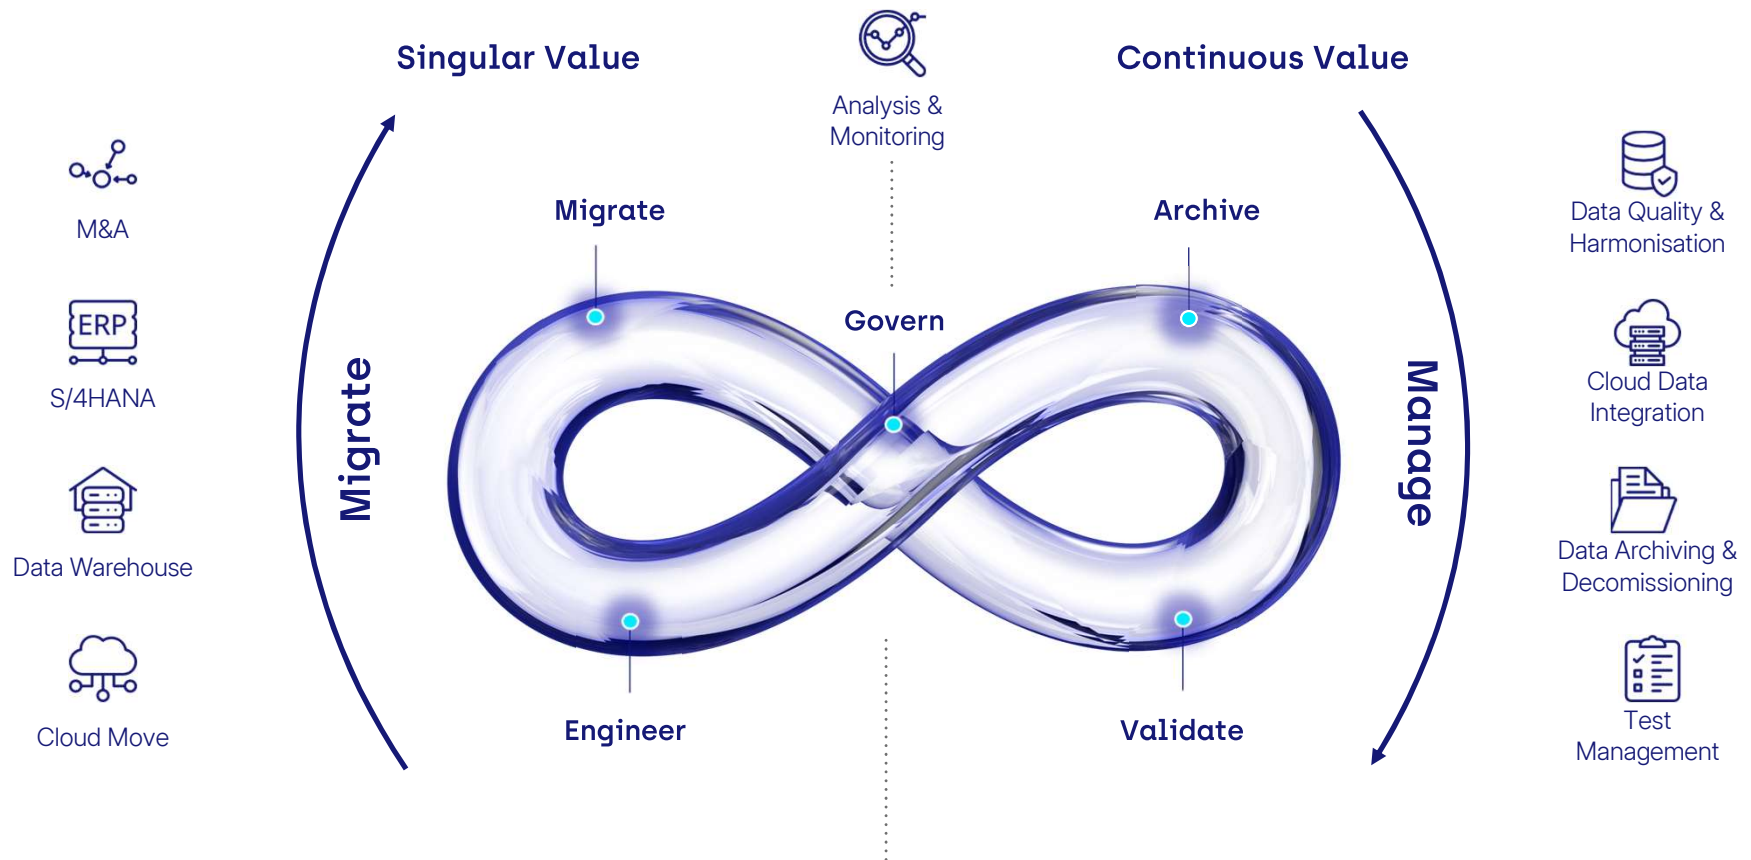 Singular Value
Continuous Value
Analysis &
Monitoring
M&A
ERP
S/4HANA
Data Warehouse
Cloud Move
Migrate
Migrate
Engineer
Govern
Archive
Validate
Manage
Data Quality &
Harmonisation
Cloud Data
Integration
Data Archiving &
Decomissioning
Test
Management